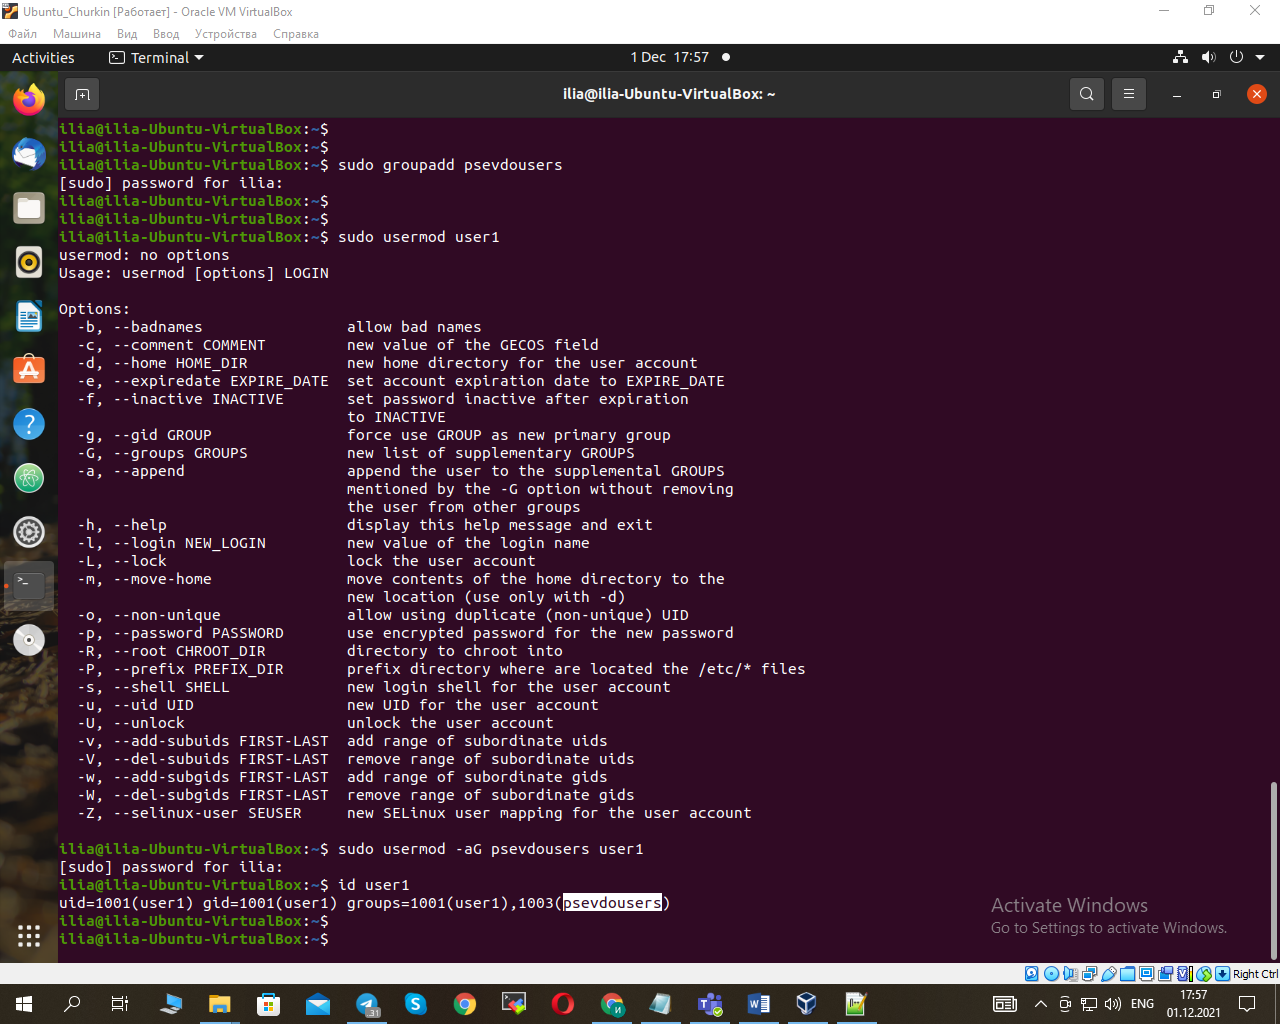 Ubuntu_Churkin [Работает] - Oracle VM VirtualBox
Файл Машина Вид Ввод Устройства Справка
Activities Terminal 1 Dec 17:57
ilia@ilia-Ubuntu-VirtualBox: ~
ilia@ilia-Ubuntu-VirtualBox:~$
ilia@ilia-Ubuntu-VirtualBox:~$
ilia@ilia-Ubuntu-VirtualBox:~$ sudo groupadd psevdousers
[sudo] password for ilia:
ilia@ilia-Ubuntu-VirtualBox:~$
ilia@ilia-Ubuntu-VirtualBox:~$
ilia@ilia-Ubuntu-VirtualBox:~$ sudo usermod user1
usermod: no options
Usage: usermod [options] LOGIN
Options:
-b, --badnames allow bad names
-c, --comment COMMENT new value of the GECOS field
-d, --home HOME_DIR new home directory for the user account
-e, --expiredate EXPIRE_DATE set account expiration date to EXPIRE_DATE
-f, --inactive INACTIVE set password inactive after expiration
to INACTIVE
-g, --gid GROUP force use GROUP as new primary group
-G, --groups GROUPS new list of supplementary GROUPS
-a, --append append the user to the supplemental GROUPS
mentioned by the -G option without removing
the user from other groups
-h, --help display this help message and exit
-l, --login NEW_LOGIN new value of the login name
-L, --lock lock the user account
-m, --move-home move contents of the home directory to the
new location (use only with -d)
-o, --non-unique allow using duplicate (non-unique) UID
-p, --password PASSWORD use encrypted password for the new password
-R, --root CHROOT_DIR directory to chroot into
-P, --prefix PREFIX_DIR prefix directory where are located the /etc/* files
-s, --shell SHELL new login shell for the user account
-u, --uid UID new UID for the user account
-U, --unlock unlock the user account
-v, --add-subuids FIRST-LAST add range of subordinate uids
-V, --del-subuids FIRST-LAST remove range of subordinate uids
-w, --add-subgids FIRST-LAST add range of subordinate gids
-W, --del-subgids FIRST-LAST remove range of subordinate gids
-Z, --selinux-user SEUSER new SELinux user mapping for the user account
ilia@ilia-Ubuntu-VirtualBox:~$ sudo usermod -aG psevdousers user1
[sudo] password for ilia:
ilia@ilia-Ubuntu-VirtualBox:~$ id user1
uid=1001(user1) gid=1001(user1) groups=1001(user1),1003(psevdousers)
ilia@ilia-Ubuntu-VirtualBox:~$
ilia@ilia-Ubuntu-VirtualBox:~$
Activate Windows
Go to Settings to activate Windows.
Right Ctrl
31
ENG
17:57
01.12.2021